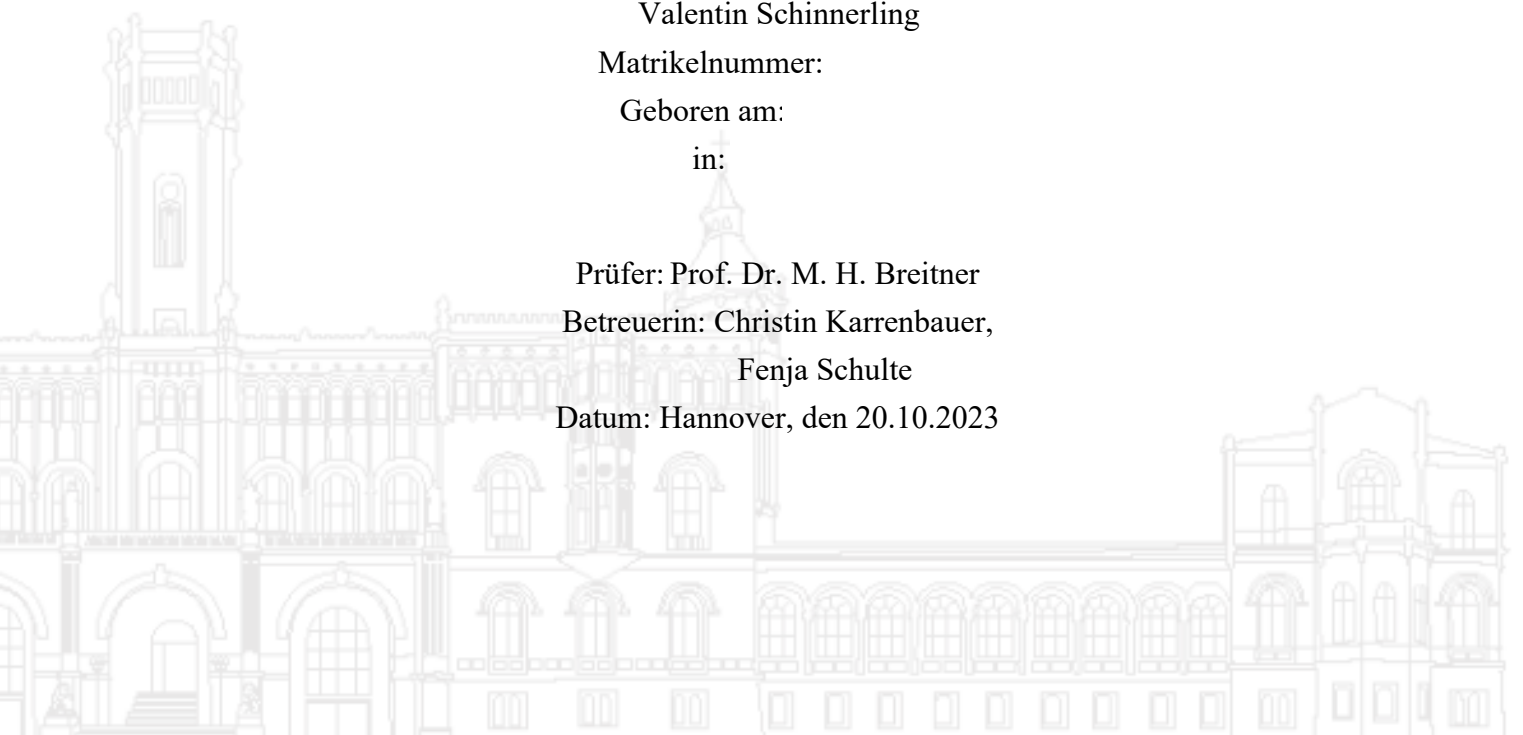 Valentin Schinnerling
Matrikelnummer:
Geboren am:
in:
Prüfer: Prof. Dr. M. H. Breitner
Betreuerin: Christin Karrenbauer,
Fenja Schulte
Datum: Hannover, den 20.10.2023